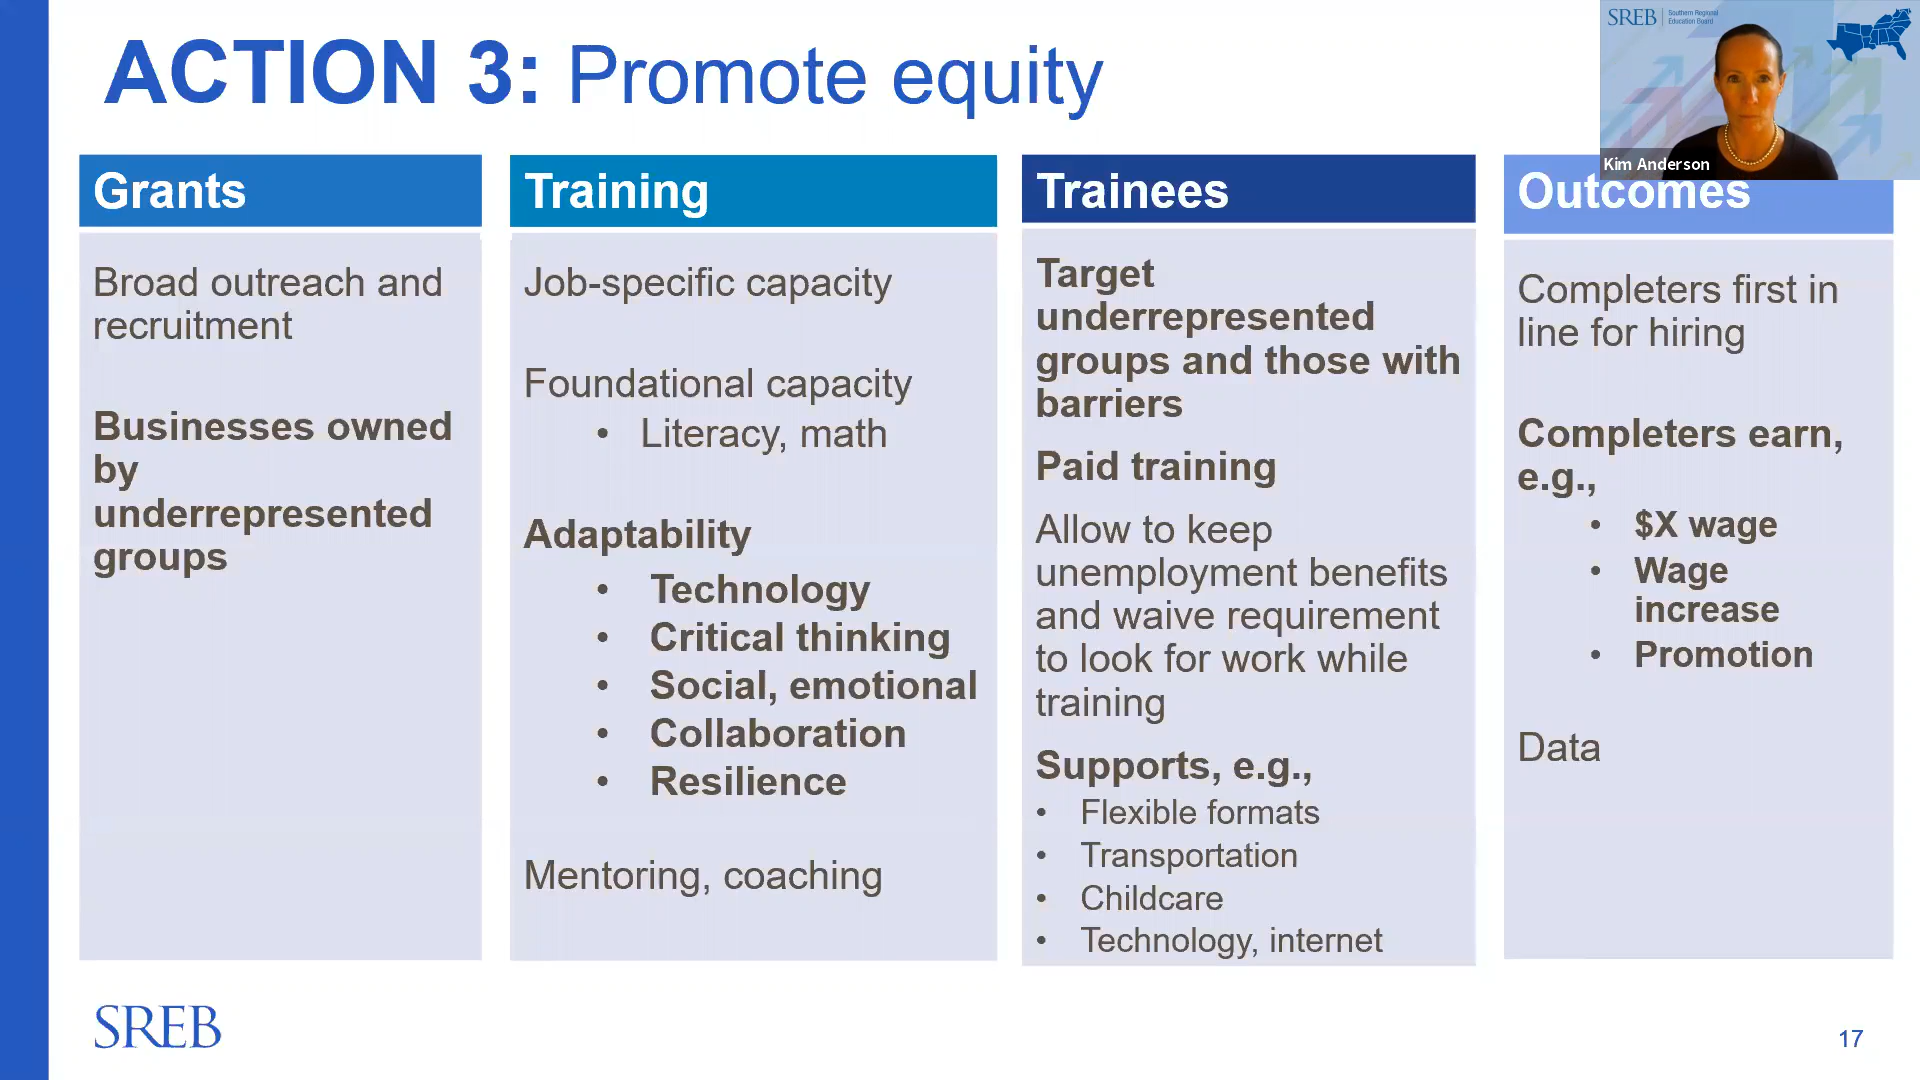 ACTION 3: Promote equity
SREB
Southern Regional
Education Board
Kim Anderson
Grants
Broad outreach and
recruitment
Businesses owned
by
underrepresented
groups
Training
Job-specific capacity
Foundational capacity
• Literacy, math
Adaptability
• Technology
• Critical thinking
• Social, emotional
• Collaboration
• Resilience
Mentoring, coaching
Trainees
Target
underrepresented
groups and those with
barriers
Paid training
Allow to keep
unemployment benefits
and waive requirement
to look for work while
training
Supports, e.g.,
• Flexible formats
• Transportation
• Childcare
• Technology, internet
Outcomes
Completers first in
line for hiring
Completers earn,
e.g.,
• $X wage
• Wage
increase
• Promotion
Data
SREB
17